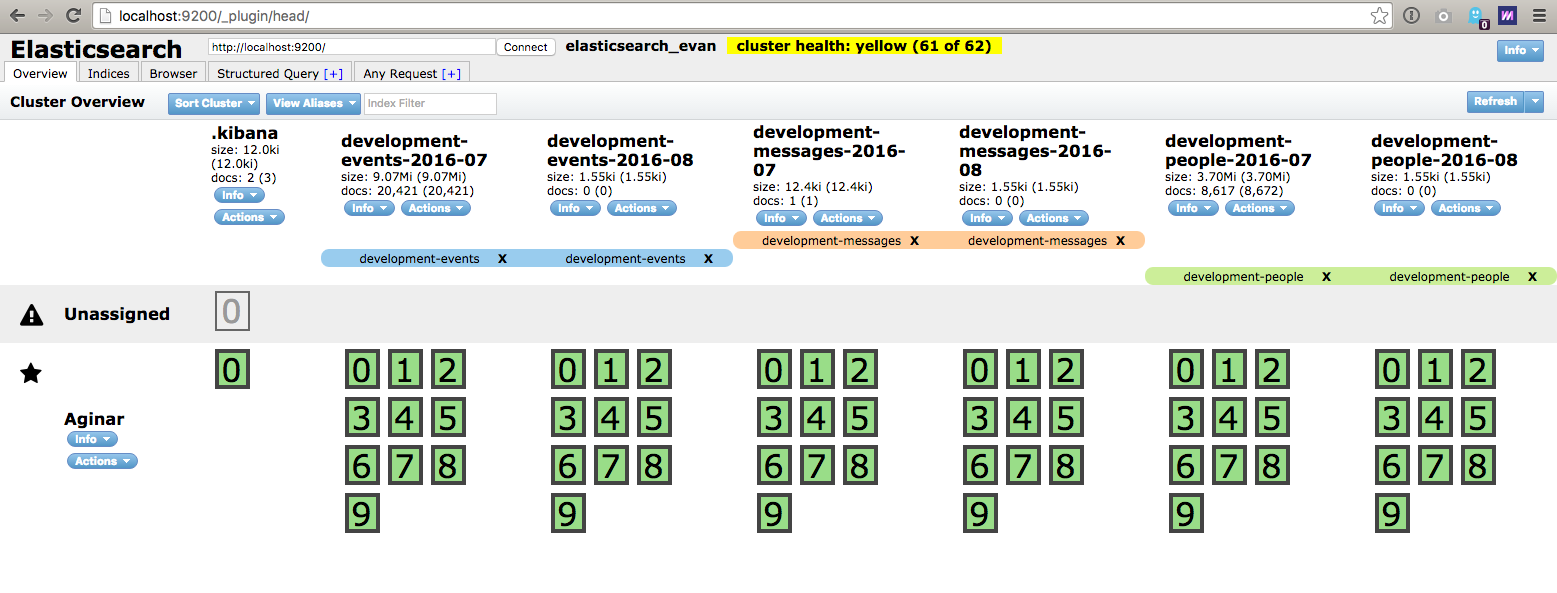 localhost:9200/_plugin/head/
0
Elasticsearch
http://localhost:9200/
Connect
elasticsearch_evan
cluster health: yellow (61 of 62)
Info
Overview
Indices
Browser
Structured Query [+]
Any Request [+]
Cluster Overview
Sort Cluster
View Aliases
Index Filter
Refresh
.kibana
size: 12.0ki
(12.0ki)
docs: 2 (3)
Info
Actions
development-
events-2016-07
size: 9.07Mi (9.07Mi)
docs: 20,421 (20,421)
Info Actions
development-
events-2016-08
size: 1.55ki (1.55ki)
docs: 0 (0)
Info Actions
development-
messages-2016-
07
size: 12.4ki (12.4ki)
docs: 1 (1)
Info Actions
development-
messages-2016-
08
size: 1.55ki (1.55ki)
docs: 0 (0)
Info Actions
development-
people-2016-07
size: 3.70Mi (3.70Mi)
docs: 8,617 (8,672)
Info Actions
development-
people-2016-08
size: 1.55ki (1.55ki)
docs: 0 (0)
Info Actions
development-messages X development-messages X
development-events X development-events X
development-people X development-people X
Unassigned 0
0 0 1 2 0 1 2 0 1 2 0 1 2 0 1 2 0 1 2
Aginar 3 4 5 3 4 5 3 4 5 3 4 5 3 4 5 3 4 5
Info
Actions 6 7 8 6 7 8 6 7 8 6 7 8 6 7 8 6 7 8
9 9 9 9 9 9